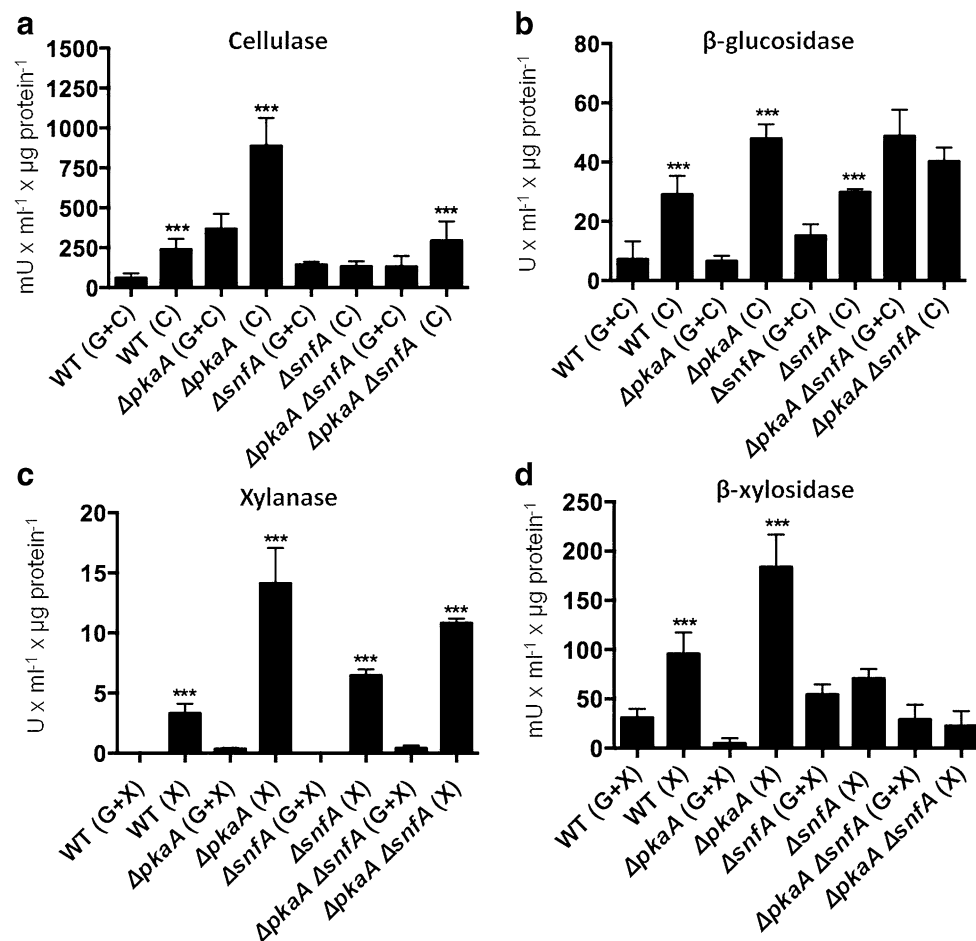 a
Cellulase
mU x ml-1 x µg protein-1
1500
1250
1000
750
500
250
0
***
***
***
WT (G+C)
WT (C)
ΔpkaA (G+C)
ΔpkaA (C)
ΔsnfA (G+C)
ΔsnfA (C)
ΔpkaA ΔsnfA (G+C)
ΔpkaA ΔsnfA (C)
b
β-glucosidase
U x ml-1 x µg protein-1
80
60
40
20
0
***
***
***
WT (G+C)
WT (C)
ΔpkaA (G+C)
ΔpkaA (C)
ΔsnfA (G+C)
ΔsnfA (C)
ΔpkaA ΔsnfA (G+C)
ΔpkaA ΔsnfA (C)
c
Xylanase
U x ml-1 x µg protein-1
20
15
10
5
0
***
***
***
***
WT (G+X)
WT (X)
ΔpkaA (G+X)
ΔpkaA (X)
ΔsnfA (G+X)
ΔsnfA (X)
ΔpkaA ΔsnfA (G+X)
ΔpkaA ΔsnfA (X)
d
β-xylosidase
mU x ml-1 x µg protein-1
250
200
150
100
50
0
***
***
WT (G+X)
WT (X)
ΔpkaA (G+X)
ΔpkaA (X)
ΔsnfA (G+X)
ΔsnfA (X)
ΔpkaA ΔsnfA (G+X)
ΔpkaA ΔsnfA (X)